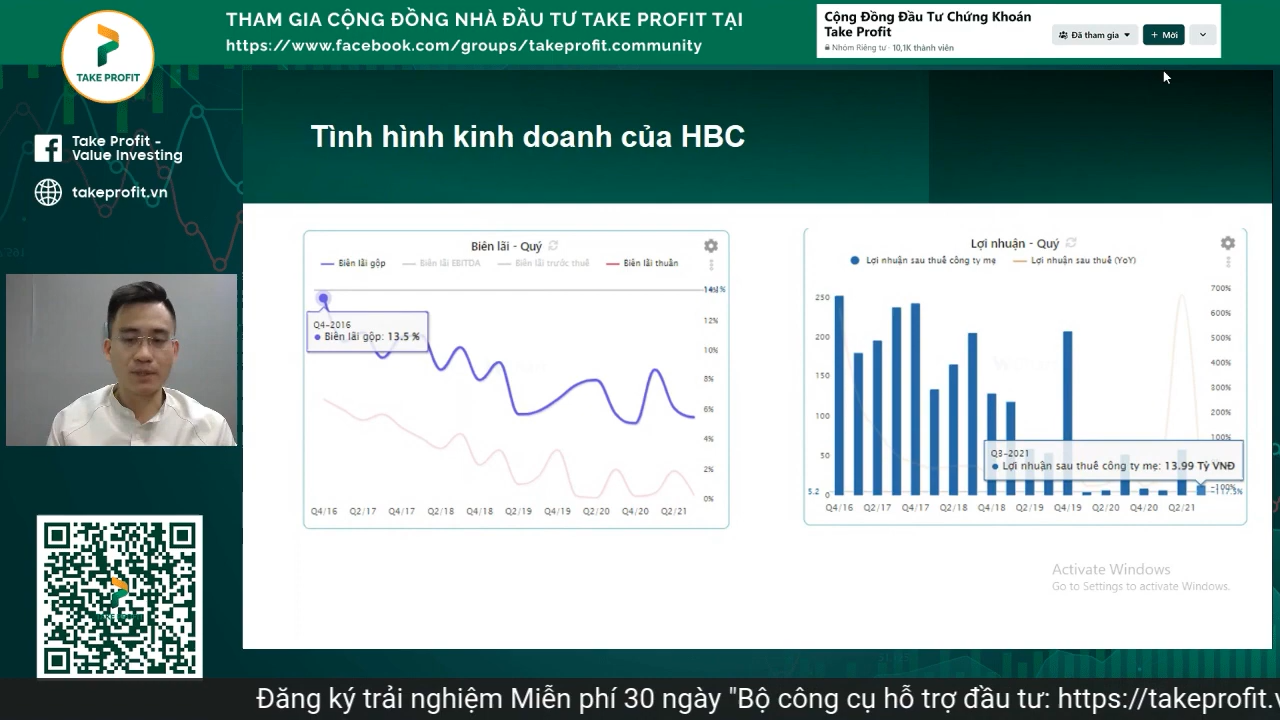 THAM GIA CỘNG ĐỒNG NHÀ ĐẦU TƯ TAKE PROFIT TẠI
https://www.facebook.com/groups/takeprofit.community
Cộng Đồng Đầu Tư Chứng Khoán
Take Profit
Nhóm Riêng tư · 10,1K thành viên
Đã tham gia
+ Mời
TAKE PROFIT
Take Profit -
Value Investing
takeprofit.vn
Tình hình kinh doanh của HBC
Biên lãi - Quý
Biên lãi gộp
Biên lãi EBITDA
Biên lãi trước thuế
Biên lãi thuần
12%
10%
8%
6%
4%
2%
0%
Q4-2016
Biên lãi gộp: 13.5 %
Q4/16 Q2/17 Q4/17 Q2/18 Q4/18 Q2/19 Q4/19 Q2/20 Q4/20 Q2/21
Lợi nhuận - Quý
Lợi nhuận sau thuế công ty mẹ
Lợi nhuận sau thuế (YoY)
250
200
150
100
50
5.2
0
700%
600%
500%
400%
300%
200%
100%
-100%
Q3-2021
Lợi nhuận sau thuế công ty mẹ: 13.99 Tỷ VNĐ
Q4/16 Q2/17 Q4/17 Q2/18 Q4/18 Q2/19 Q4/19 Q2/20 Q4/20 Q2/21
Activate Windows
Go to Settings to activate Windows.
Đăng ký trải nghiệm Miễn phí 30 ngày "Bộ công cụ hỗ trợ đầu tư: https://takeprofit.v